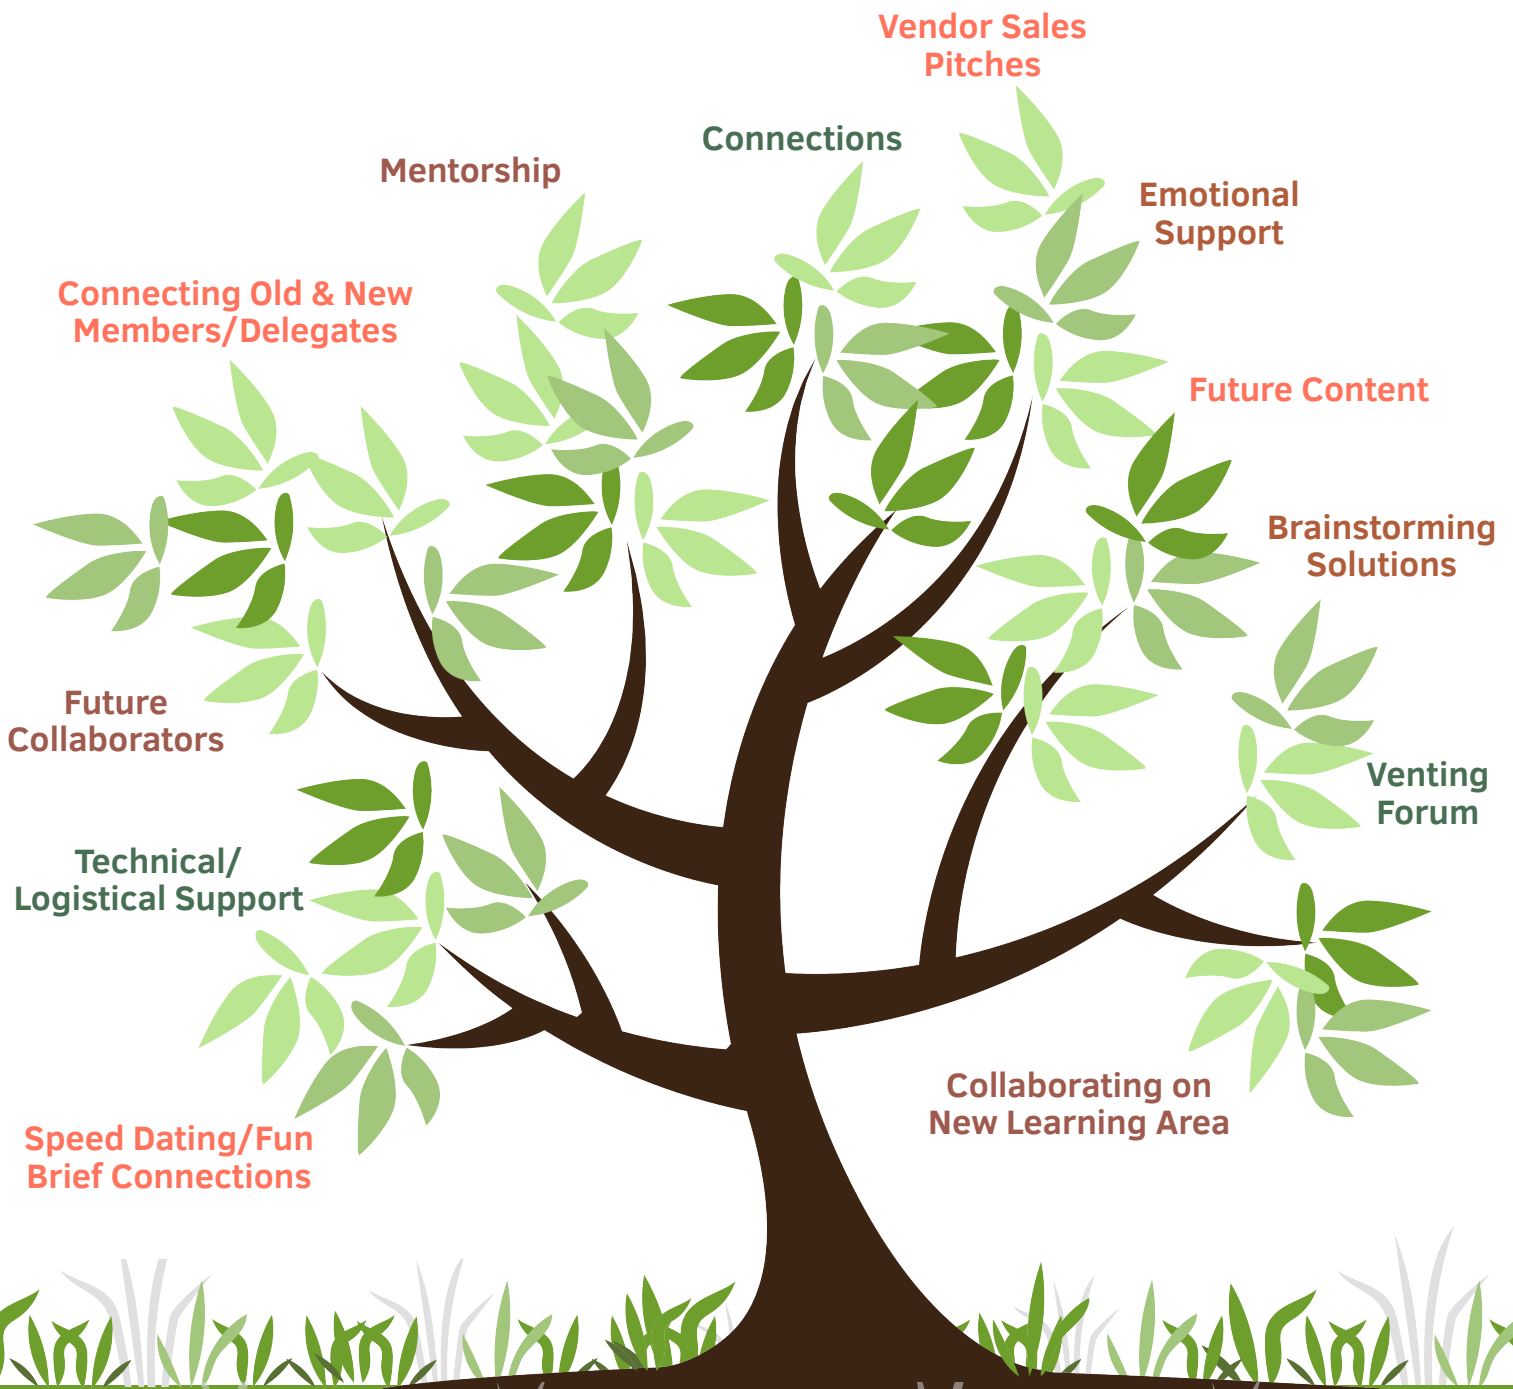 Vendor Sales
Pitches
Connections
Mentorship
Emotional
Support
Connecting Old & New
Members/Delegates
Future Content
Brainstorming
Solutions
Future
Collaborators
Venting
Forum
Technical/
Logistical Support
Collaborating on
New Learning Area
Speed Dating/Fun
Brief Connections